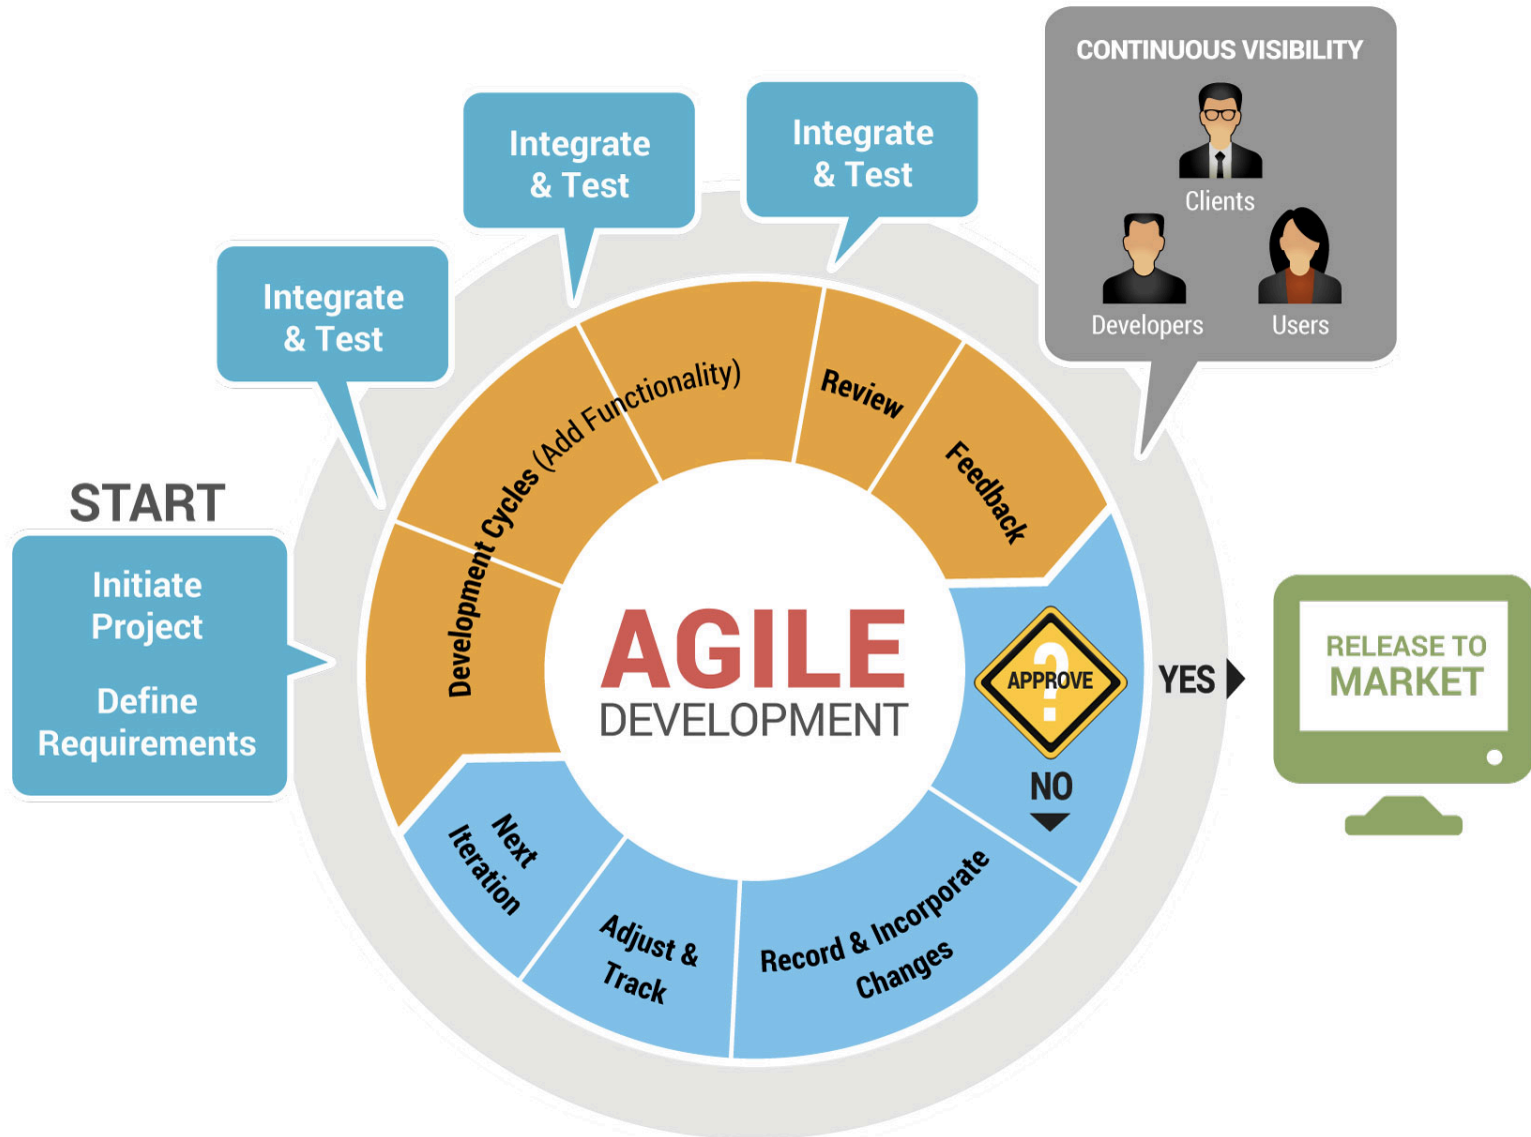 CONTINUOUS VISIBILITY
Clients
Developers
Users
Integrate
& Test
Integrate
& Test
Integrate
& Test
START
Initiate
Project
Define
Requirements
Development Cycles (Add Functionality)
Review
Feedback
AGILE
DEVELOPMENT
?
APPROVE
YES
NO
RELEASE TO
MARKET
Record & Incorporate
Changes
Adjust &
Track
Next
Iteration